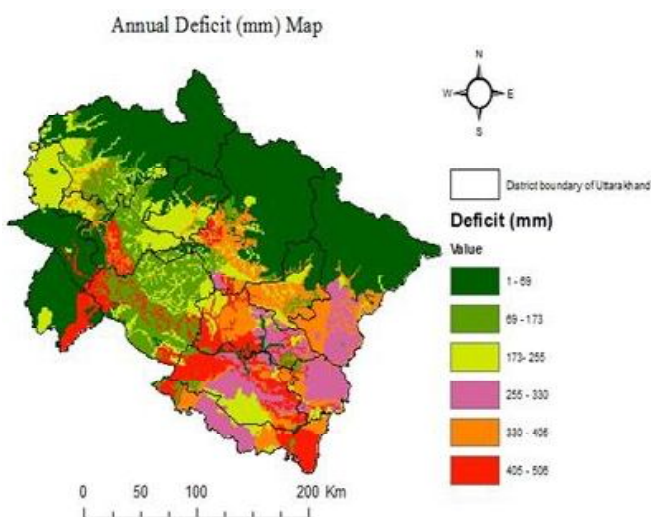 Annual Deficit (mm) Map
N
W E
S
District boundary of Uttarakhand
Deficit (mm)
Value
1 - 69
69 - 173
173- 255
255 - 330
330 - 406
405 - 506
0 50 100 200 Km